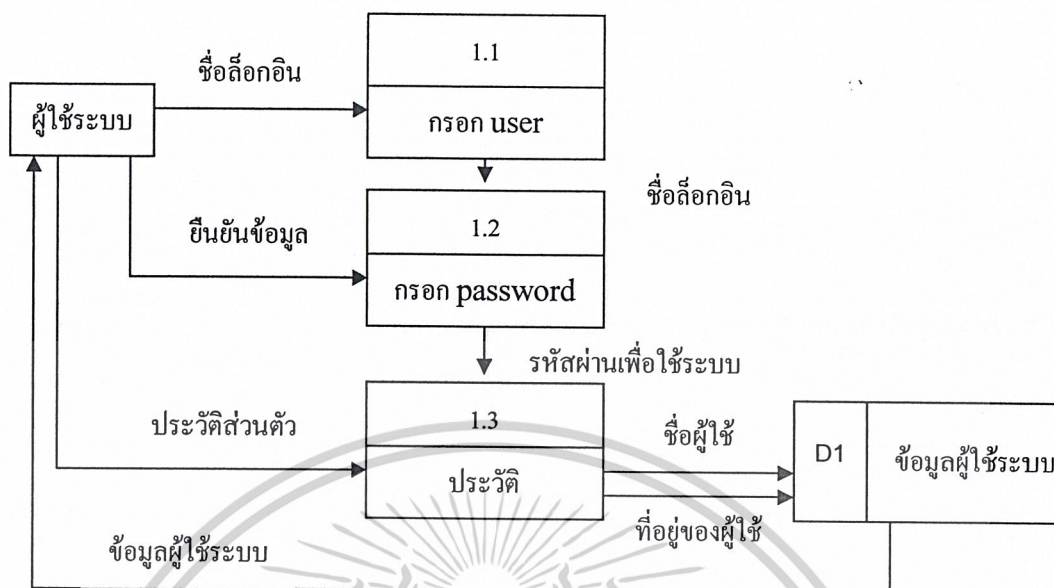 1.1
ชื่อล็อกอิน
ผู้ใช้ระบบ
กรอก user
ชื่อล็อกอิน
1.2
ยืนยันข้อมูล
กรอก password
รหัสผ่านเพื่อใช้ระบบ
1.3
ประวัติส่วนตัว
ชื่อผู้ใช้
D1
ข้อมูลผู้ใช้ระบบ
ประวัติ
ที่อยู่ของผู้ใช้
ข้อมูลผู้ใช้ระบบ